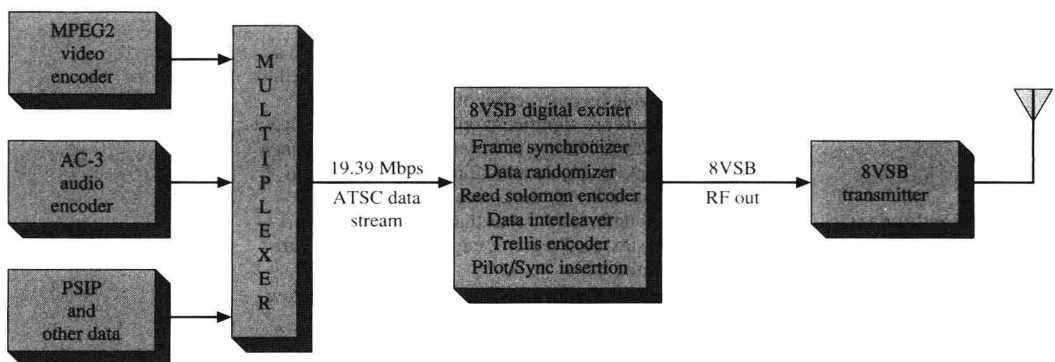 MPEG2
video
encoder
AC-3
audio
encoder
PSIP
and
other data
MULTIPLEXER
19.39 Mbps
ATSC data
stream
8VSB digital exciter
Frame synchronizer
Data randomizer
Reed solomon encoder
Data interleaver
Trellis encoder
Pilot/Sync insertion
8VSB
RF out
8VSB
transmitter